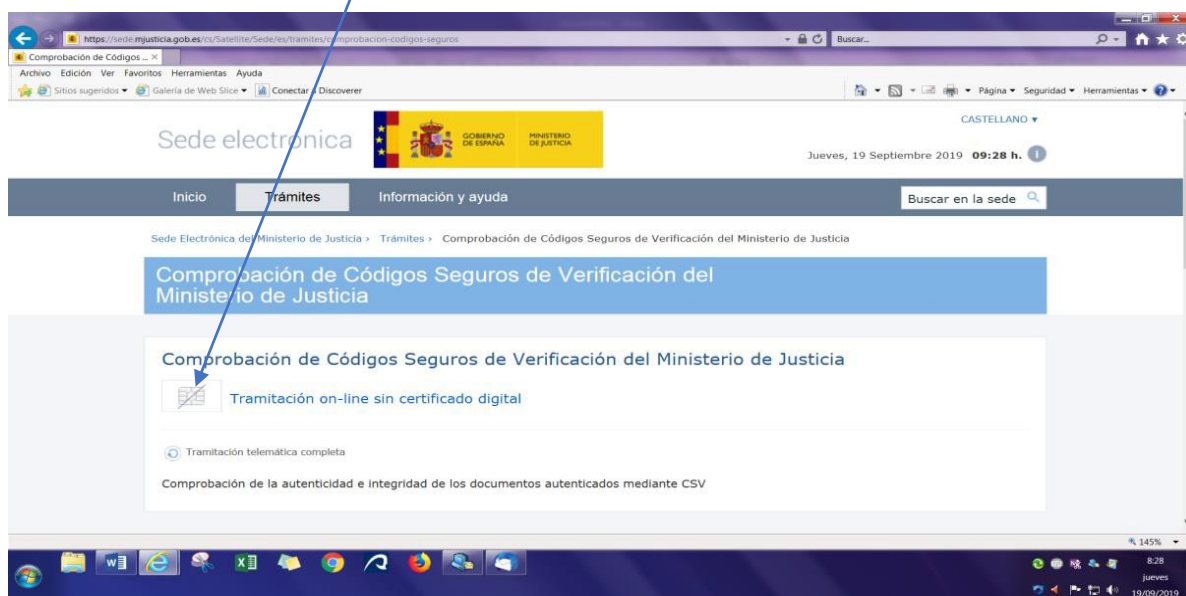 https://sede.mjusticia.gob.es/cs/Satellite/Sede/es/tramites/comprobacion-codigos-seguros
Buscar...
Comprobación de Códigos ...
Archivo Edición Ver Favoritos Herramientas Ayuda
Sitios sugeridos Galería de Web Slice Conectar a Discoverer
Página Seguridad Herramientas
CASTELLANO
Sede electrónica
GOBIERNO DE ESPAÑA
MINISTERIO DE JUSTICIA
Jueves, 19 Septiembre 2019 09:28 h.
Inicio Trámites Información y ayuda Buscar en la sede
Sede Electrónica del Ministerio de Justicia › Trámites › Comprobación de Códigos Seguros de Verificación del Ministerio de Justicia
Comprobación de Códigos Seguros de Verificación del
Ministerio de Justicia
Comprobación de Códigos Seguros de Verificación del Ministerio de Justicia
Tramitación on-line sin certificado digital
Tramitación telemática completa
Comprobación de la autenticidad e integridad de los documentos autenticados mediante CSV
145%
8:28
jueves
19/09/2019